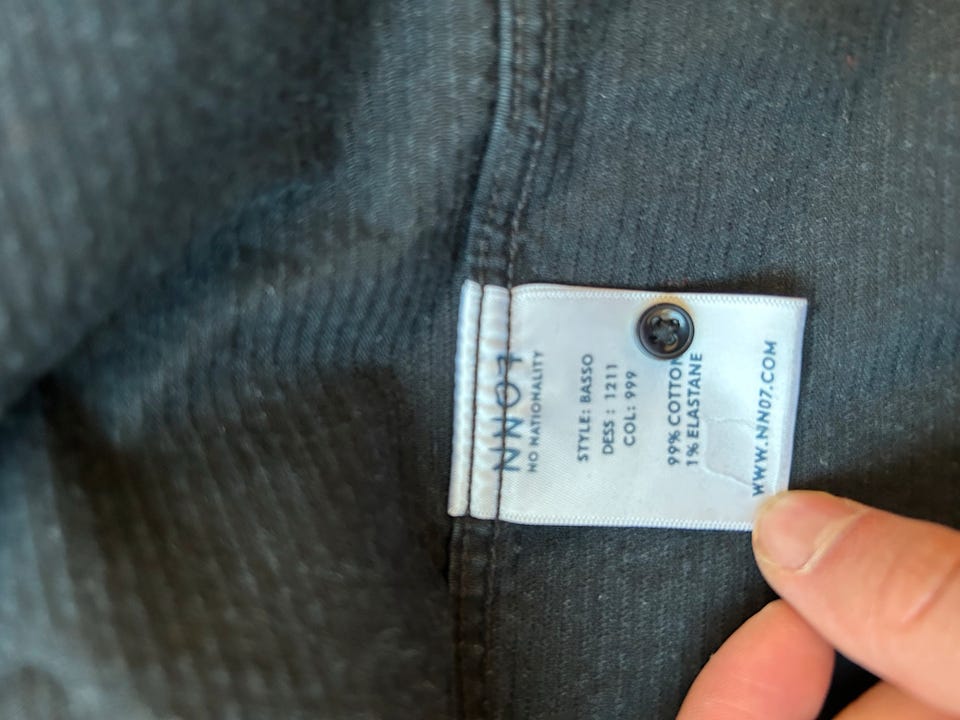 NN07
NO NATIONALITY
STYLE: BASSO
DESS : 1211
COL: 999
99% COTTON
1% ELASTANE
WWW.NN07.COM